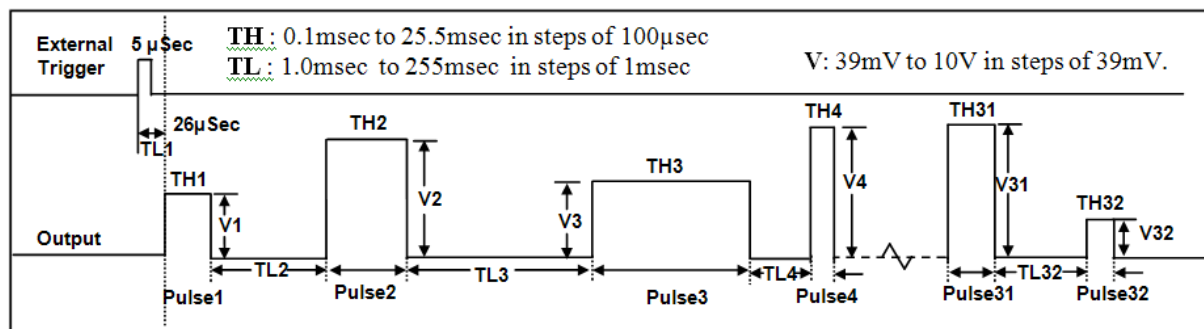 External Trigger
5 µSec
TH : 0.1msec to 25.5msec in steps of 100µsec
TL : 1.0msec to 255msec in steps of 1msec
V: 39mV to 10V in steps of 39mV.
26µSec
TL1
TH1
TH2
TH3
TH4
TH31
TH32
V1
V2
V3
V4
V31
V32
Output
TL2
TL3
TL4
TL32
Pulse1
Pulse2
Pulse3
Pulse4
Pulse31
Pulse32